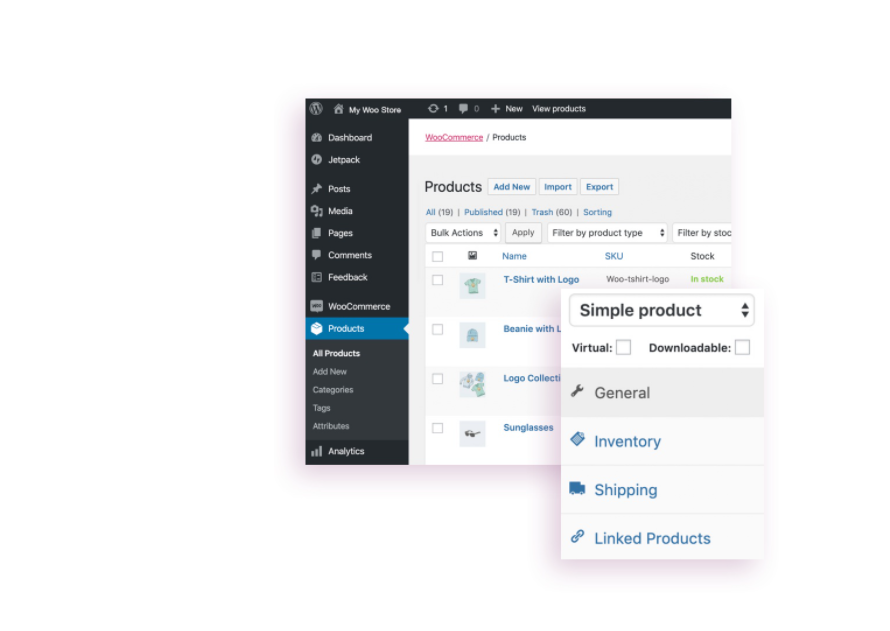 My Woo Store 1 0 New View products
Dashboard
Jetpack
Posts
Media
Pages
Comments
Feedback
WooCommerce
Products
All Products
Add New
Categories
Tags
Attributes
Analytics
WooCommerce / Products
Products Add New Import Export
All (19) | Published (19) | Trash (60) | Sorting
Bulk Actions Apply Filter by product type Filter by stoc
Name SKU Stock
T-Shirt with Logo Woo-tshirt-logo In stock
Beanie with L
Logo Collecti
Sunglasses
Simple product
Virtual: Downloadable:
General
Inventory
Shipping
Linked Products